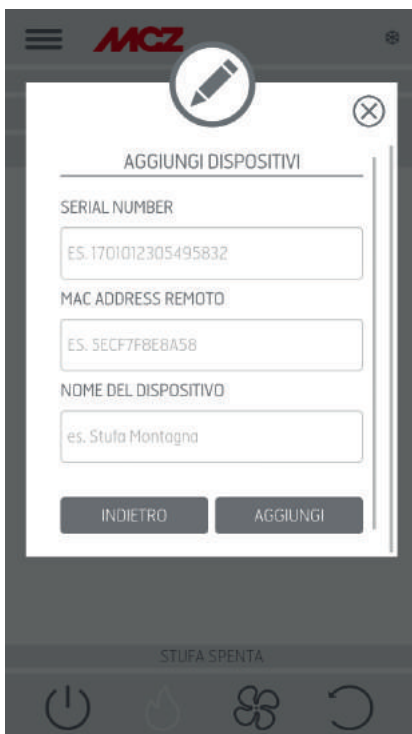 MCZ
AGGIUNGI DISPOSITIVI
SERIAL NUMBER
ES. 1701012305495832
MAC ADDRESS REMOTO
ES. 5ECF7F8E8A58
NOME DEL DISPOSITIVO
es. Stufa Montagna
INDIETRO AGGIUNGI
STUFA SPENTA